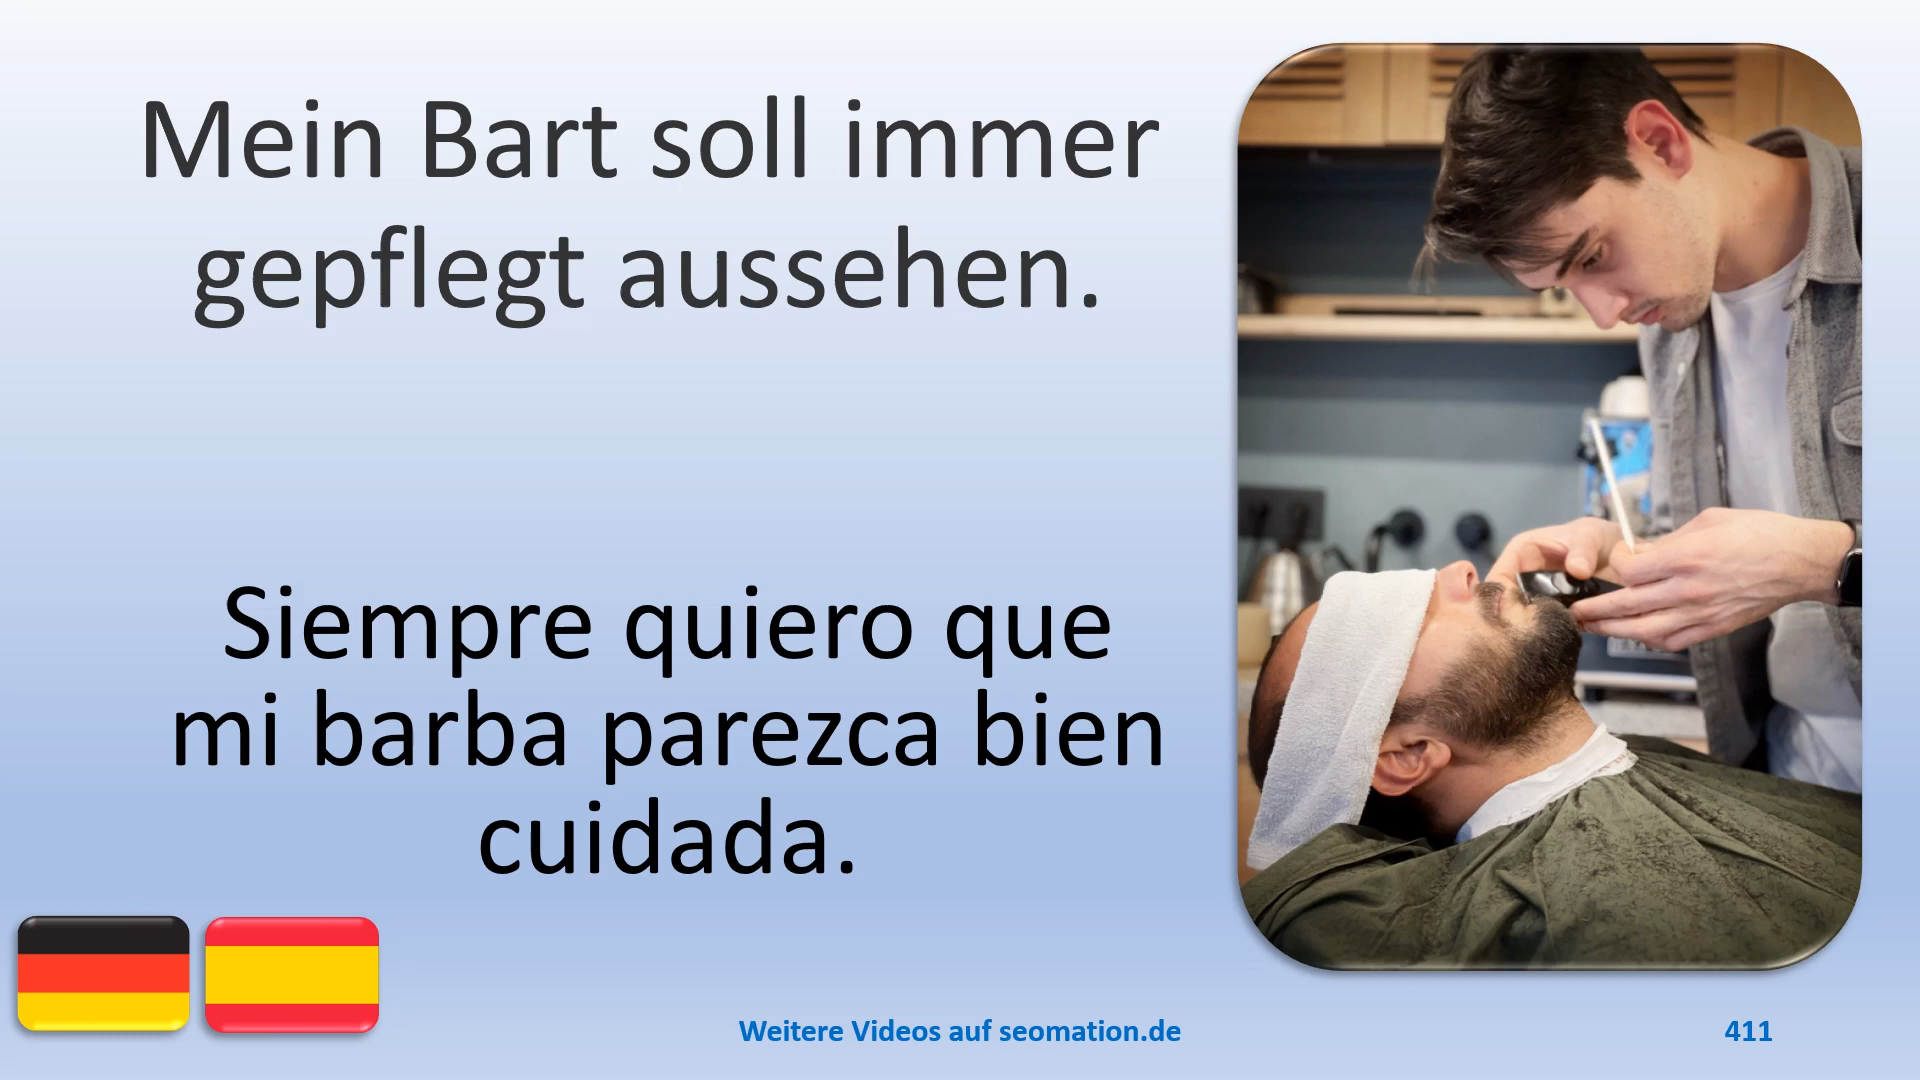 Mein Bart soll immer
gepflegt aussehen.
Siempre quiero que
mi barba parezca bien
cuidada.
Weitere Videos auf seomation.de
411